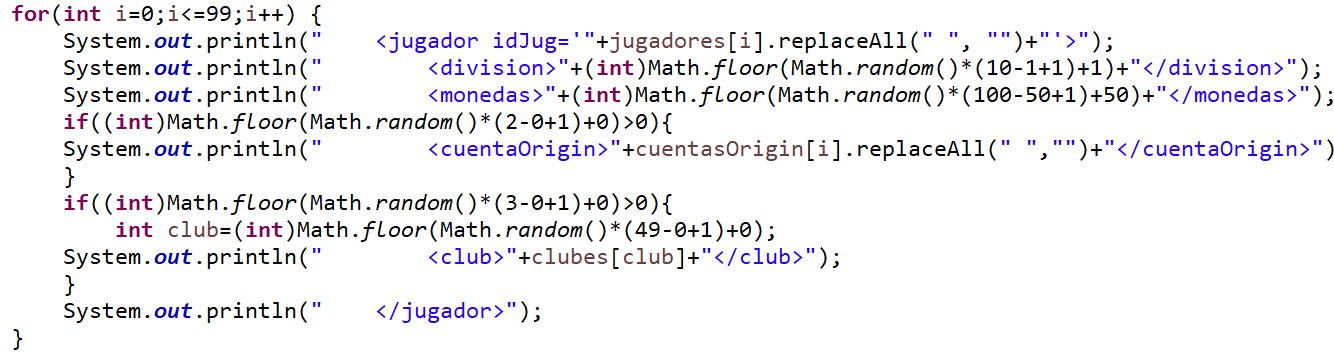 for(int i=0;i<=99;i++) {
    System.out.println("    <jugador idJug='"+jugadores[i].replaceAll(" ", "")+"'>");
    System.out.println("        <division>"+(int)Math.floor(Math.random()*(10-1+1)+1)+"</division>");
    System.out.println("        <monedas>"+(int)Math.floor(Math.random()*(100-50+1)+50)+"</monedas>");
    if((int)Math.floor(Math.random()*(2-0+1)+0)>0){
    System.out.println("        <cuentaOrigin>"+cuentasOrigin[i].replaceAll(" ","")+"</cuentaOrigin>")
    }
    if((int)Math.floor(Math.random()*(3-0+1)+0)>0){
        int club=(int)Math.floor(Math.random()*(49-0+1)+0);
    System.out.println("        <club>"+clubes[club]+"</club>");
    }
    System.out.println("    </jugador>");
}